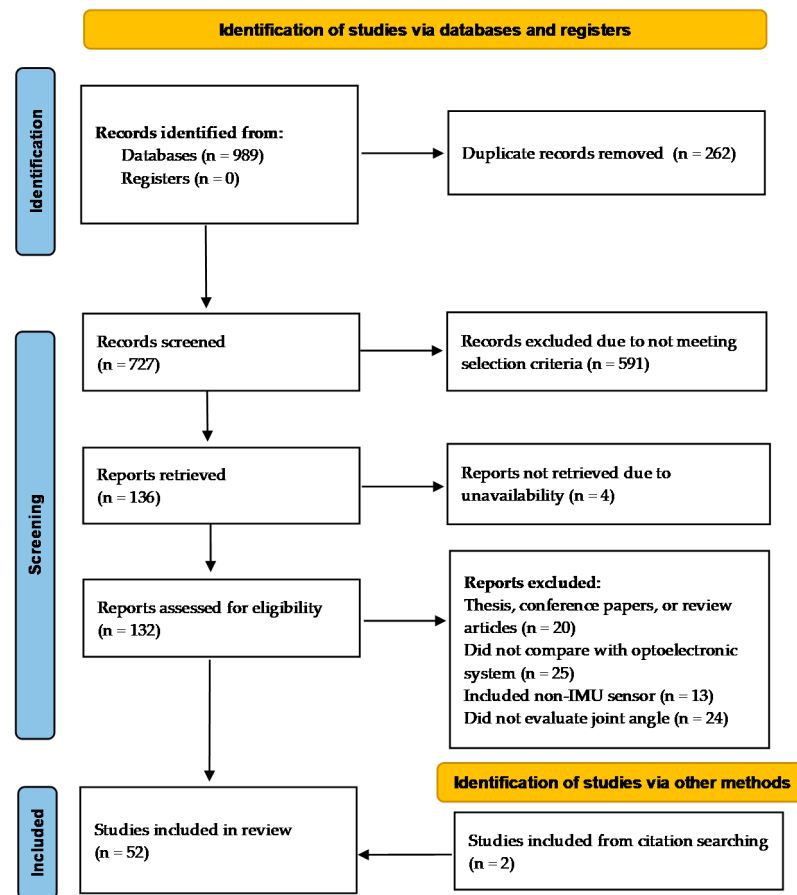 Identification of studies via databases and registers
Identification
Records identified from:
Databases (n = 989)
Registers (n = 0)
Duplicate records removed (n = 262)
Screening
Records screened
(n = 727)
Records excluded due to not meeting
selection criteria (n = 591)
Reports retrieved
(n = 136)
Reports not retrieved due to
unavailability (n = 4)
Reports assessed for eligibility
(n = 132)
Reports excluded:
Thesis, conference papers, or review
articles (n = 20)
Did not compare with optoelectronic
system (n = 25)
Included non-IMU sensor (n = 13)
Did not evaluate joint angle (n = 24)
Identification of studies via other methods
Included
Studies included in review
(n = 52)
Studies included from citation searching
(n = 2)